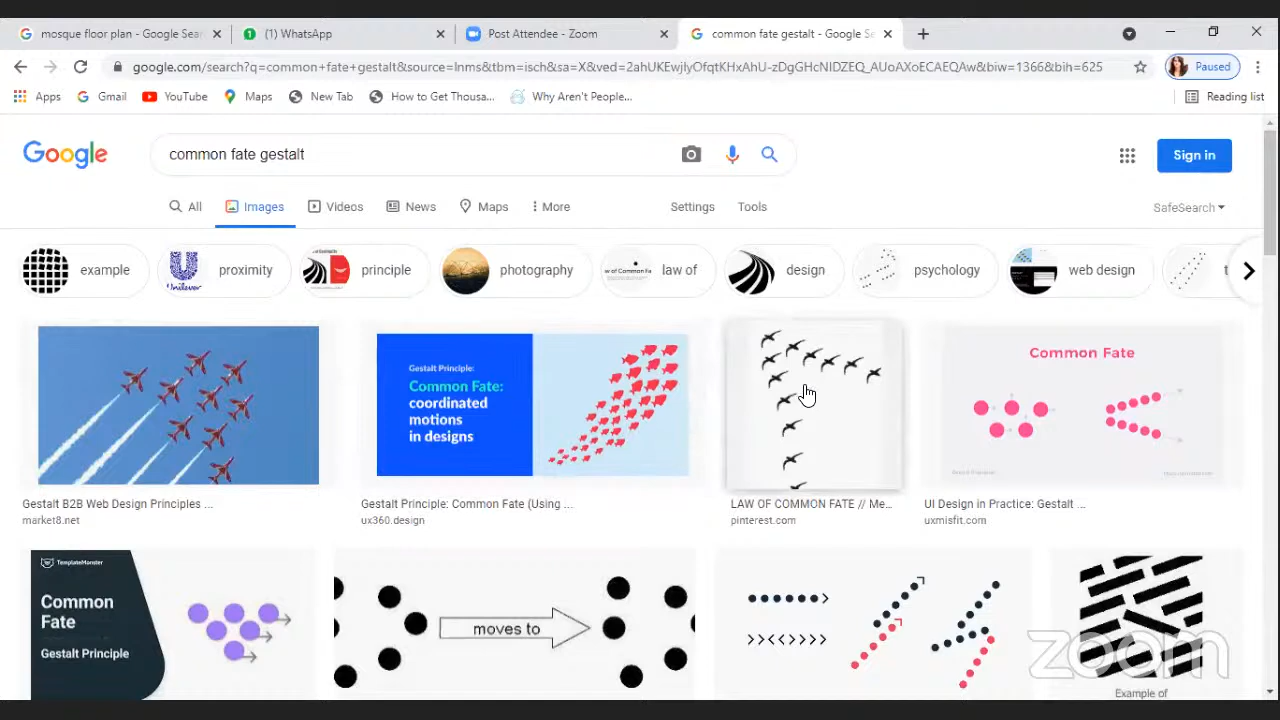 mosque floor plan - Google Sear
(1) WhatsApp
Post Attendee - Zoom
common fate gestalt - Google Se
google.com/search?q=common+fate+gestalt&source=lnms&tbm=isch&sa=X&ved=2ahUKEwjlyOfqtKHxAhU-zDgGHcNIDZEQ_AUoAXoECAEQAw&biw=1366&bih=625
Paused
Apps
Gmail
YouTube
Maps
New Tab
How to Get Thousa...
Why Aren't People...
Reading list
Google
common fate gestalt
Sign in
All
Images
Videos
News
Maps
More
Settings
Tools
SafeSearch
example
proximity
principle
photography
law of
design
psychology
web design
Unilever
w of Common Fa
Gestalt Principle:
Common Fate:
coordinated
motions
in designs
Common Fate
Gestalt B2B Web Design Principles ...
market8.net
Gestalt Principle: Common Fate (Using ...
ux360.design
LAW OF COMMON FATE // Me...
pinterest.com
UI Design in Practice: Gestalt ...
uxmisfit.com
TemplateMonster
Common
Fate
Gestalt Principle
moves to
zoom
Example of